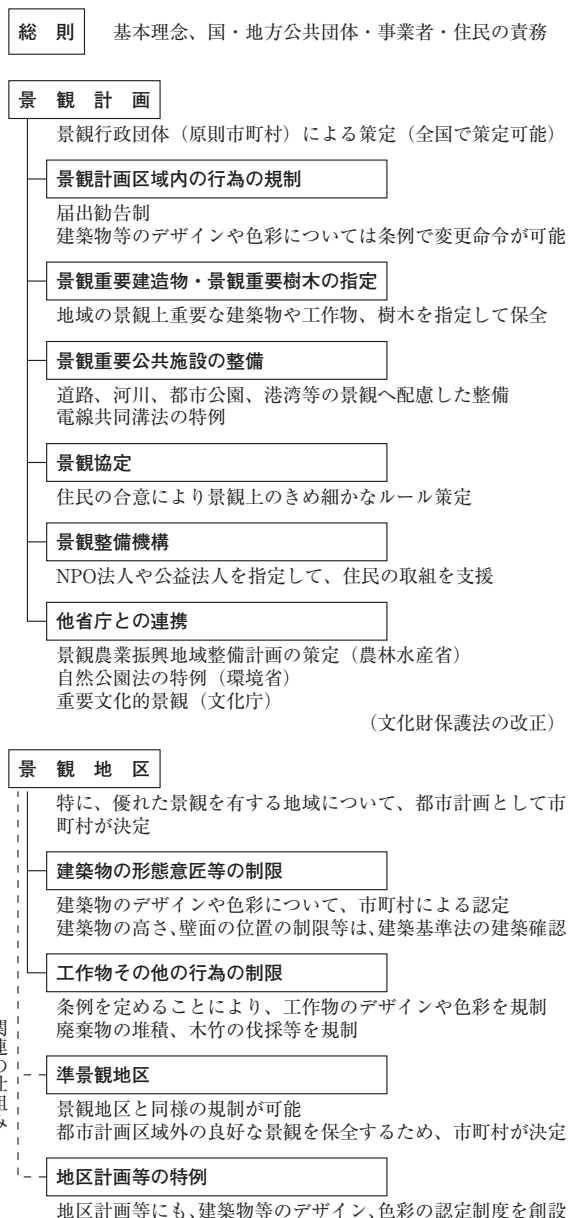 総則
基本理念、国・地方公共団体・事業者・住民の責務
景観計画
景観行政団体（原則市町村）による策定（全国で策定可能）
景観計画区域内の行為の規制
届出勧告制
建築物等のデザインや色彩については条例で変更命令が可能
景観重要建造物・景観重要樹木の指定
地域の景観上重要な建築物や工作物、樹木を指定して保全
景観重要公共施設の整備
道路、河川、都市公園、港湾等の景観へ配慮した整備
電線共同溝法の特例
景観協定
住民の合意により景観上のきめ細かなルール策定
景観整備機構
NPO法人や公益法人を指定して、住民の取組を支援
他省庁との連携
景観農業振興地域整備計画の策定（農林水産省）
自然公園法の特例（環境省）
重要文化的景観（文化庁）
（文化財保護法の改正）
景観地区
特に、優れた景観を有する地域について、都市計画として市
町村が決定
建築物の形態意匠等の制限
建築物のデザインや色彩について、市町村による認定
建築物の高さ、壁面の位置の制限等は、建築基準法の建築確認
工作物その他の行為の制限
条例を定めることにより、工作物のデザインや色彩を規制
廃棄物の堆積、木竹の伐採等を規制
関連の仕組み
準景観地区
景観地区と同様の規制が可能
都市計画区域外の良好な景観を保全するため、市町村が決定
地区計画等の特例
地区計画等にも、建築物等のデザイン、色彩の認定制度を創設